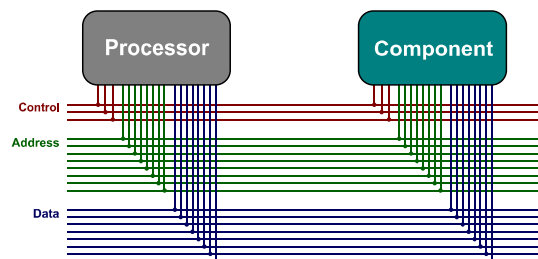 Processor
Component
Control
Address
Data